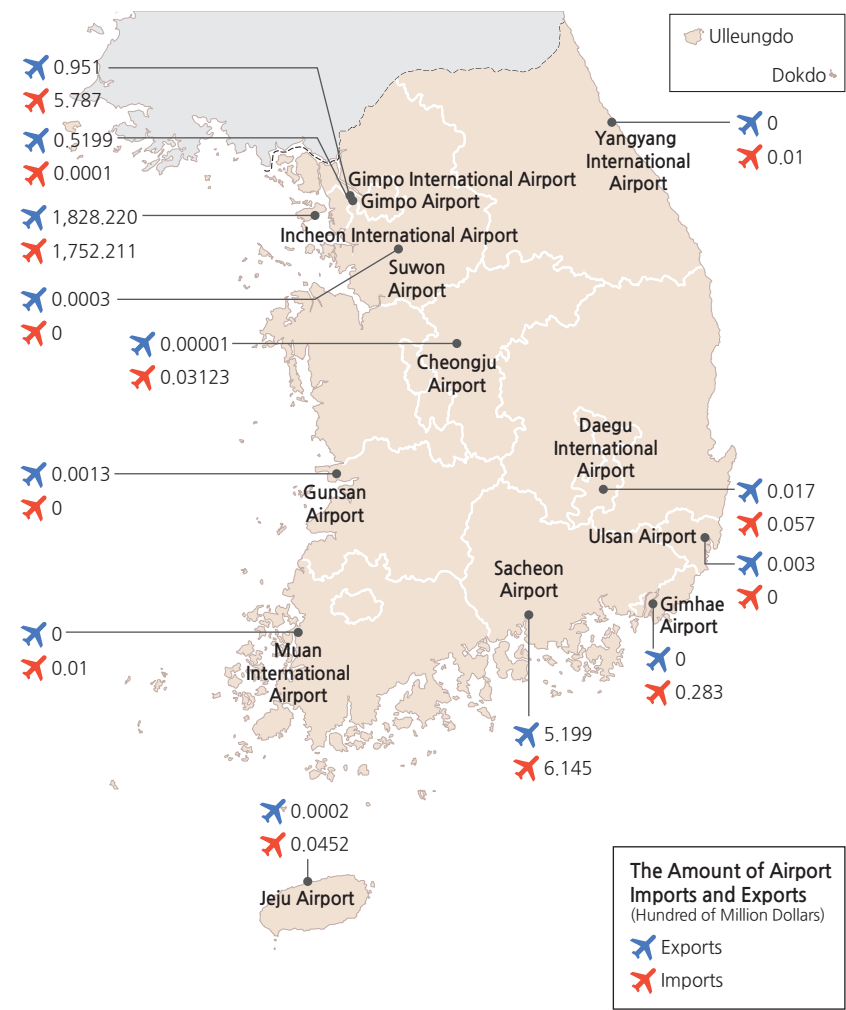 Ulleungdo
Dokdo
0.951
5.787
0.5199
0.0001
0
0.01
Yangyang
International
Airport
Gimpo International Airport
Gimpo Airport
1,828.220
1,752.211
Incheon International Airport
Suwon
Airport
0.0003
0
0.00001
0.03123
Cheongju
Airport
Daegu
International
Airport
0.0013
0
Gunsan
Airport
0.017
0.057
Ulsan Airport
0.003
0
Sacheon
Airport
Gimhae
Airport
0
0.283
0
0.01
Muan
International
Airport
5.199
6.145
0.0002
0.0452
Jeju Airport
The Amount of Airport
Imports and Exports
(Hundred of Million Dollars)
Exports
Imports